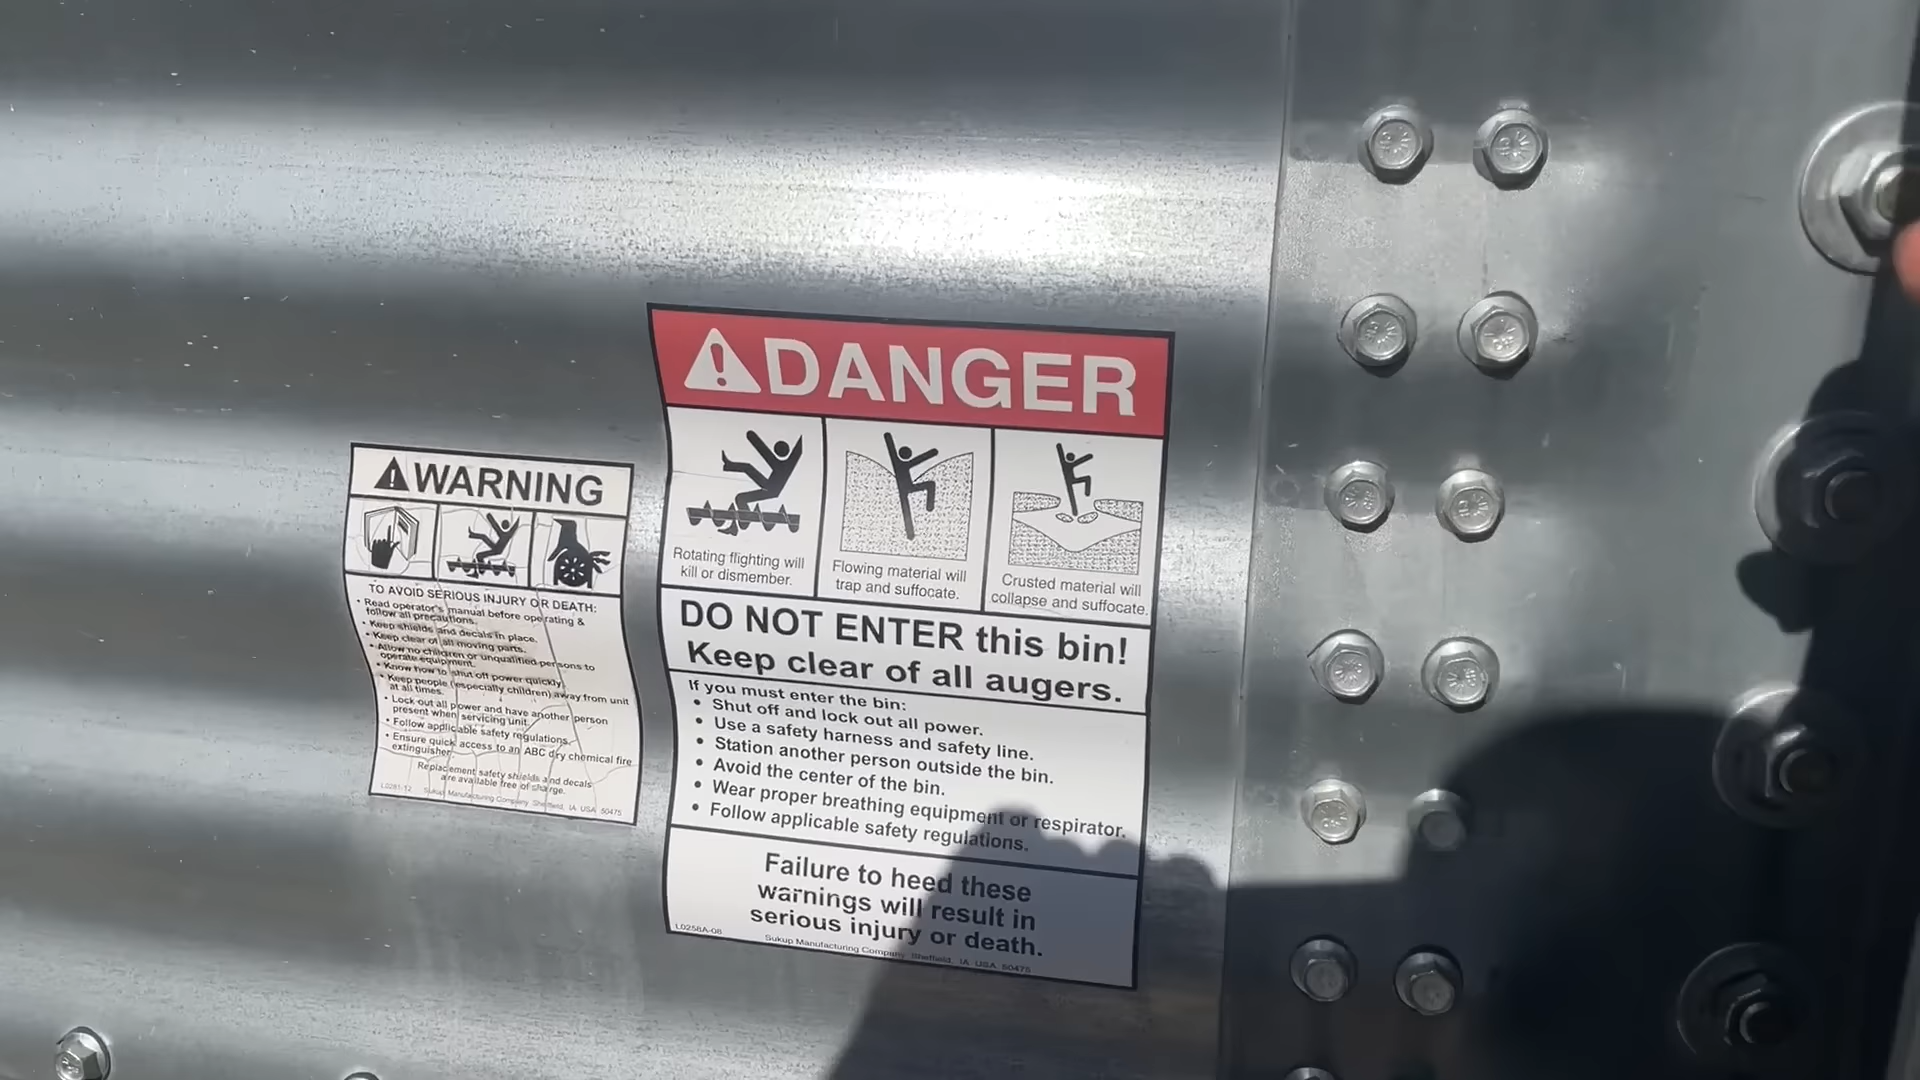 WARNING
TO AVOID SERIOUS INJURY OR DEATH:
• Read operator's manual before operating &
follow all precautions.
• Keep shields and decals in place.
• Keep clear of all moving parts.
• Allow no children or unqualified persons to
operate equipment.
• Know how to shut off power quickly.
• Keep people (especially children) away from unit
at all times.
• Lock out all power and have another person
present when servicing unit.
• Follow applicable safety regulations.
• Ensure quick access to an ABC dry chemical fire
extinguisher.
Replacement safety shields and decals
are available free of charge.
L0281-12 Sukup Manufacturing Company Sheffield, IA USA 50475
DANGER
Rotating flighting will
kill or dismember.
Flowing material will
trap and suffocate.
Crusted material will
collapse and suffocate.
DO NOT ENTER this bin!
Keep clear of all augers.
If you must enter the bin:
• Shut off and lock out all power.
• Use a safety harness and safety line.
• Station another person outside the bin.
• Avoid the center of the bin.
• Wear proper breathing equipment or respirator.
• Follow applicable safety regulations.
Failure to heed these
warnings will result in
serious injury or death.
L0258A-08 Sukup Manufacturing Company Sheffield, IA USA 50475